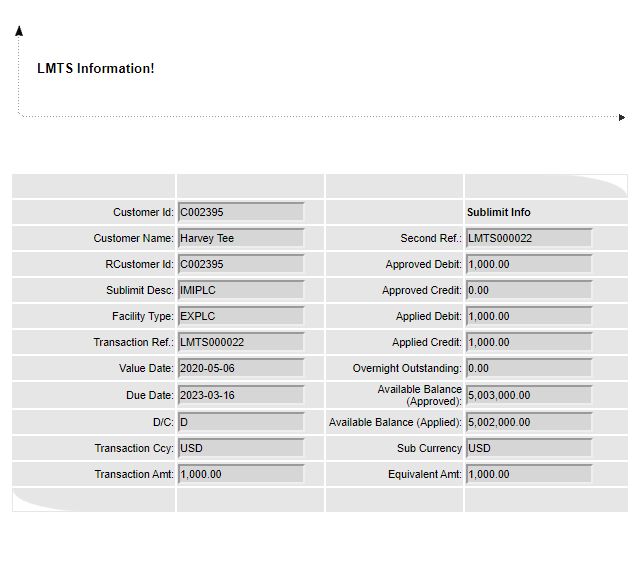 LMTS Information!
Customer Id: C002395 Sublimit Info
Customer Name: Harvey Tee Second Ref.: LMTS000022
RCustomer Id: C002395 Approved Debit: 1,000.00
Sublimit Desc: IMIPLC Approved Credit: 0.00
Facility Type: EXPLC Applied Debit: 1,000.00
Transaction Ref.: LMTS000022 Applied Credit: 1,000.00
Value Date: 2020-05-06 Overnight Outstanding: 0.00
Due Date: 2023-03-16 Available Balance
(Approved): 5,003,000.00
D/C: D Available Balance (Applied): 5,002,000.00
Transaction Ccy: USD Sub Currency USD
Transaction Amt: 1,000.00 Equivalent Amt: 1,000.00